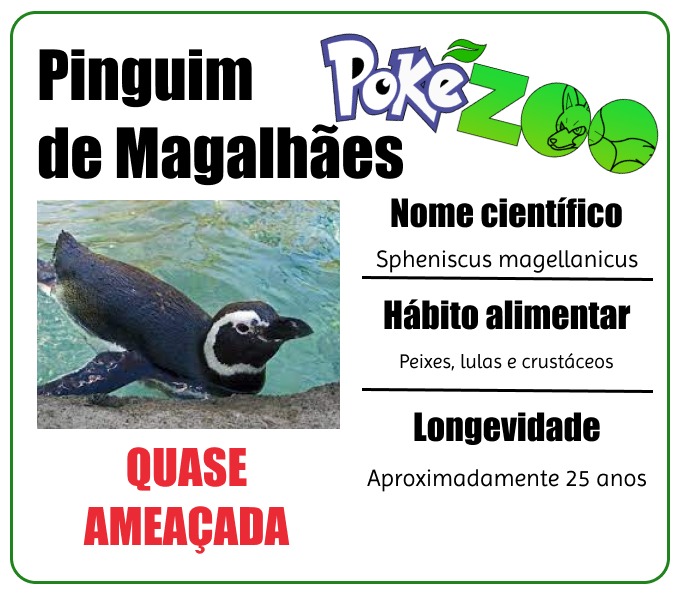 Pinguim
de Magalhães
PokéZOO
Nome científico
Spheniscus magellanicus
Hábito alimentar
Peixes, lulas e crustáceos
Longevidade
Aproximadamente 25 anos
QUASE
AMEAÇADA